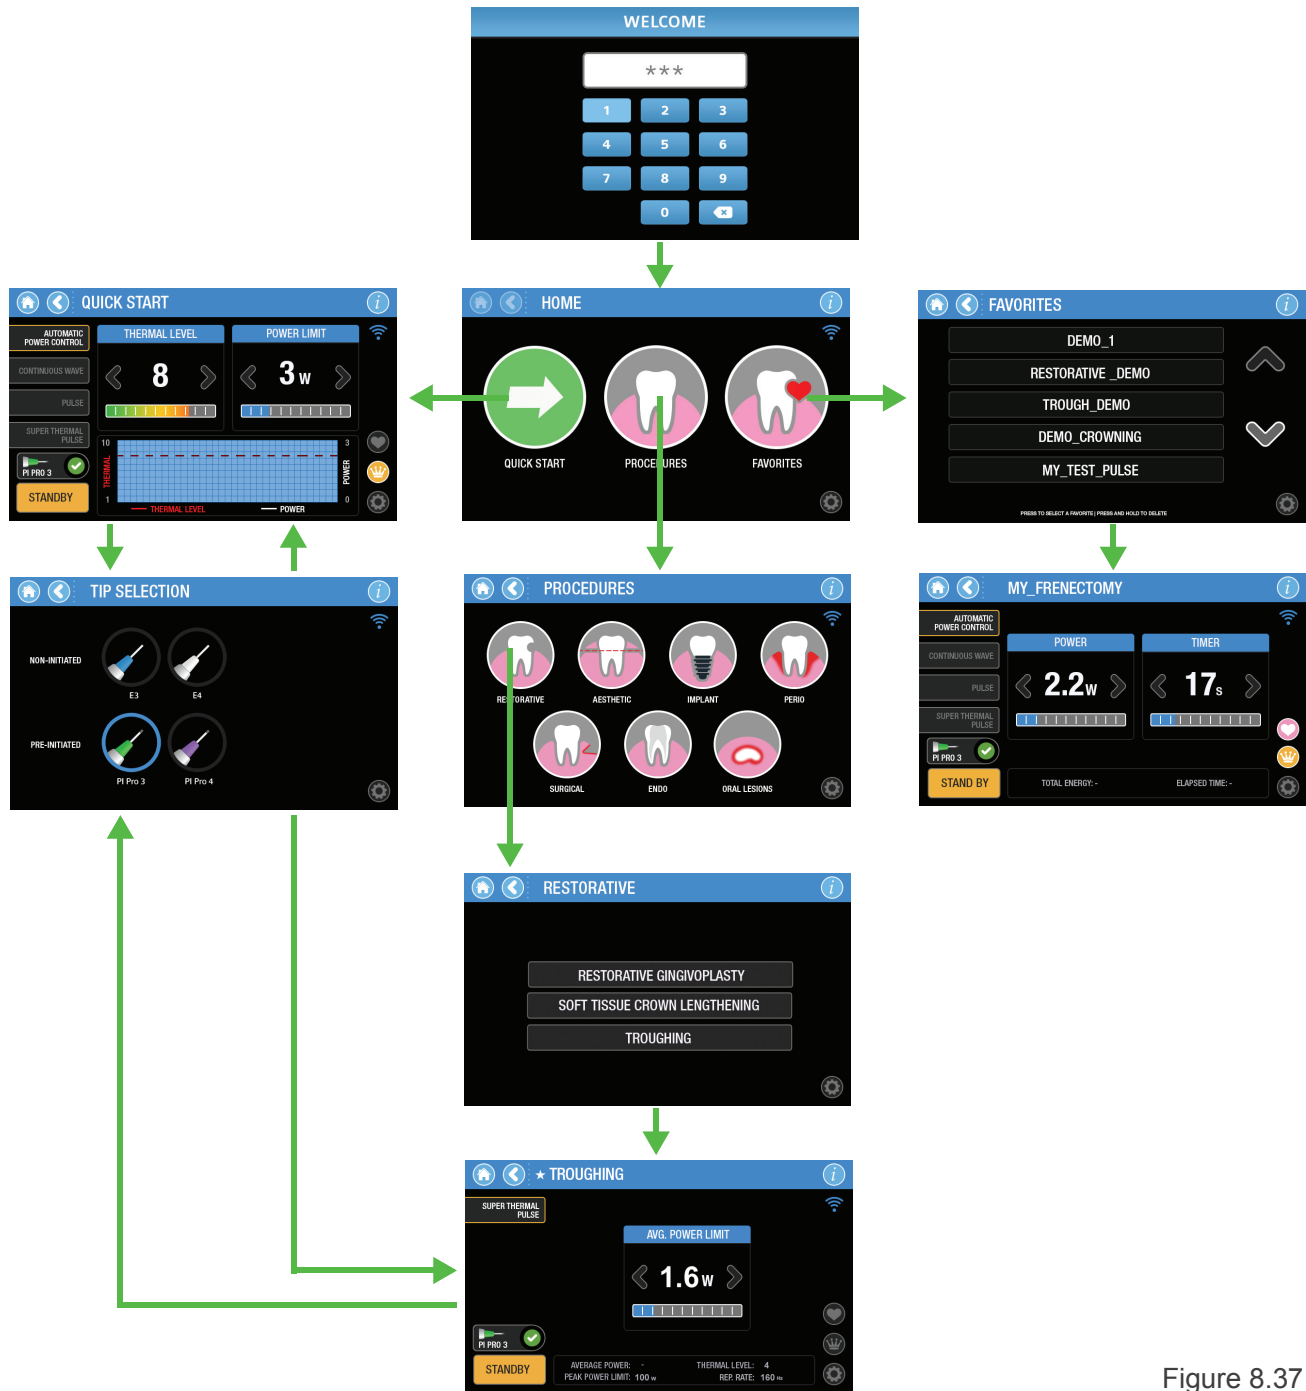 WELCOME
***
1 2 3
4 5 6
7 8 9
0
QUICK START
AUTOMATIC
POWER CONTROL
CONTINUOUS WAVE
PULSE
SUPER THERMAL
PULSE
PI PRO 3
STANDBY
THERMAL LEVEL
8
POWER LIMIT
3 W
10
THERMAL
1
3
POWER
0
THERMAL LEVEL
POWER
HOME
i
QUICK START
PROCEDURES
FAVORITES
i
FAVORITES
i
DEMO_1
RESTORATIVE _DEMO
TROUGH_DEMO
DEMO_CROWNING
MY_TEST_PULSE
PRESS TO SELECT A FAVORITE | PRESS AND HOLD TO DELETE
TIP SELECTION
i
NON-INITIATED
E3
E4
PRE-INITIATED
PI Pro 3
PI Pro 4
PROCEDURES
i
RESTORATIVE
AESTHETIC
IMPLANT
PERIO
SURGICAL
ENDO
ORAL LESIONS
MY_FRENECTOMY
i
AUTOMATIC
POWER CONTROL
CONTINUOUS WAVE
PULSE
SUPER THERMAL
PULSE
PI PRO 3
STAND BY
POWER
2.2 W
TIMER
17 s
TOTAL ENERGY: -
ELAPSED TIME: -
RESTORATIVE
i
RESTORATIVE GINGIVOPLASTY
SOFT TISSUE CROWN LENGTHENING
TROUGHING
★ TROUGHING
i
SUPER THERMAL
PULSE
AVG. POWER LIMIT
1.6 W
PI PRO 3
STANDBY
AVERAGE POWER: -
THERMAL LEVEL: 4
PEAK POWER LIMIT: 100 W
REP. RATE: 160 Hz
Figure 8.37